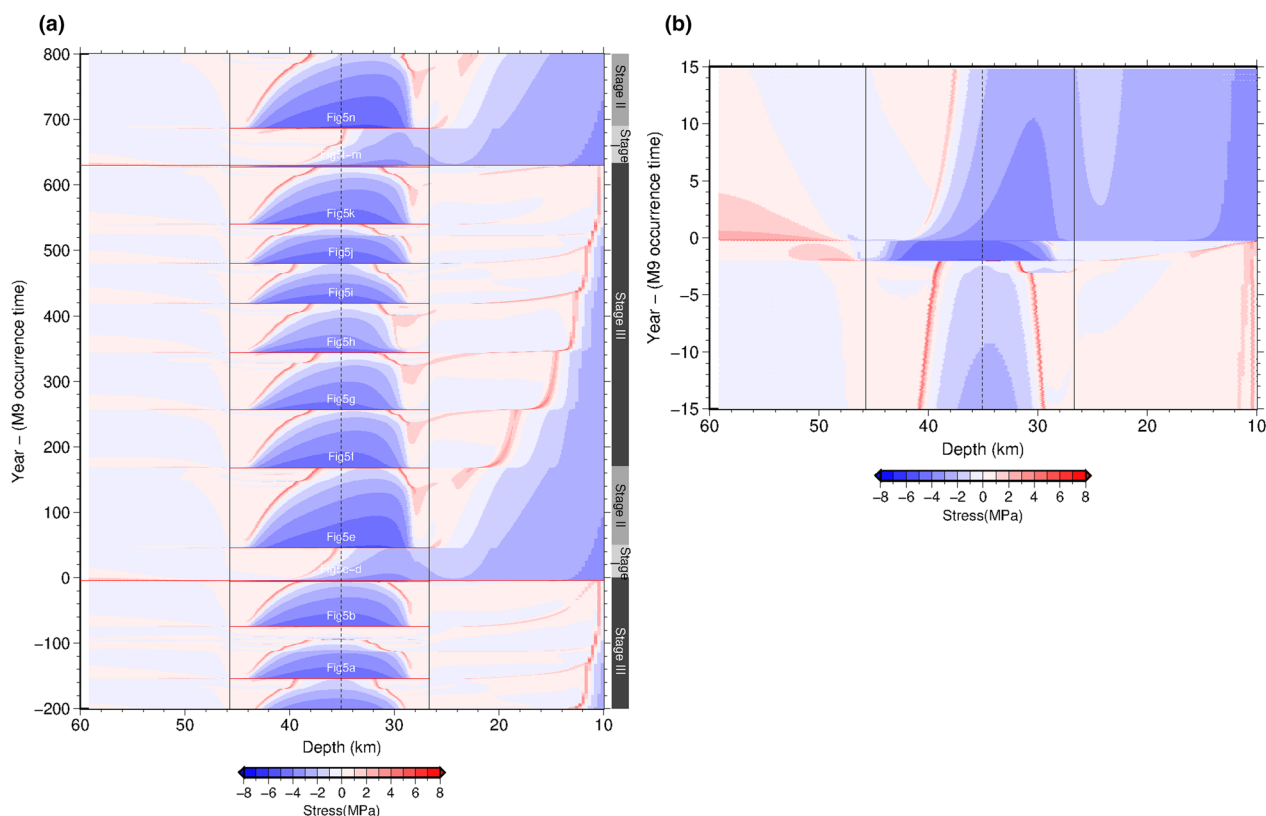 (a)
800
700
600
500
400
300
200
100
0
−100
−200
Year − (M9 occurrence time)
60
50
40
30
20
10
Depth (km)
Fig5n
Fig5k
Fig5j
Fig5i
Fig5h
Fig5g
Fig5f
Fig5e
Fig5b
Fig5a
Stage II
Stage I
Stage III
Stage II
Stage I
Stage III
−8 −6 −4 −2 0 2 4 6 8
Stress(MPa)
(b)
15
10
5
0
−5
−10
−15
Year − (M9 occurrence time)
60
50
40
30
20
10
Depth (km)
−8 −6 −4 −2 0 2 4 6 8
Stress(MPa)